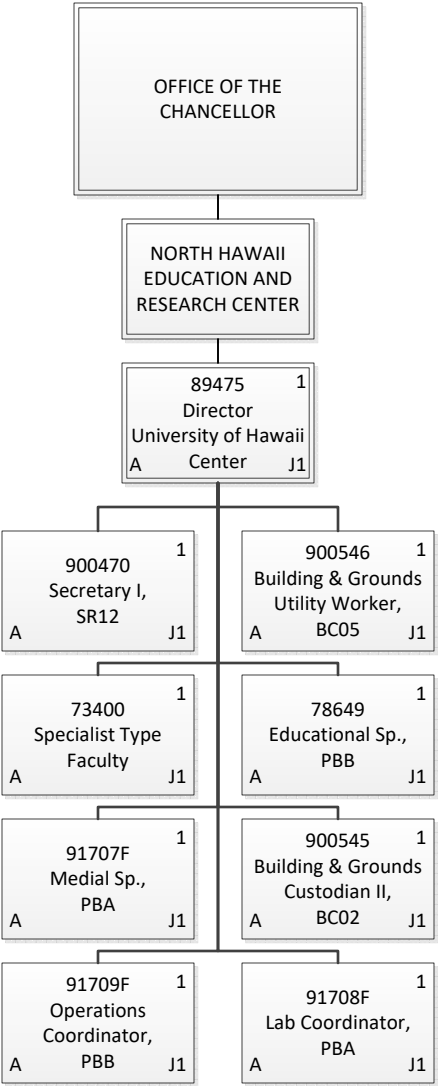 OFFICE OF THE
CHANCELLOR
NORTH HAWAII
EDUCATION AND
RESEARCH CENTER
89475 1
Director
University of Hawaii
A Center J1
900470 1
Secretary I,
SR12
A J1
900546 1
Building & Grounds
Utility Worker,
A BC05 J1
73400 1
Specialist Type
Faculty
A J1
78649 1
Educational Sp.,
PBB
A J1
91707F 1
Medial Sp.,
PBA
A J1
900545 1
Building & Grounds
Custodian II,
A BC02 J1
91709F 1
Operations
Coordinator,
A PBB J1
91708F 1
Lab Coordinator,
PBA
A J1